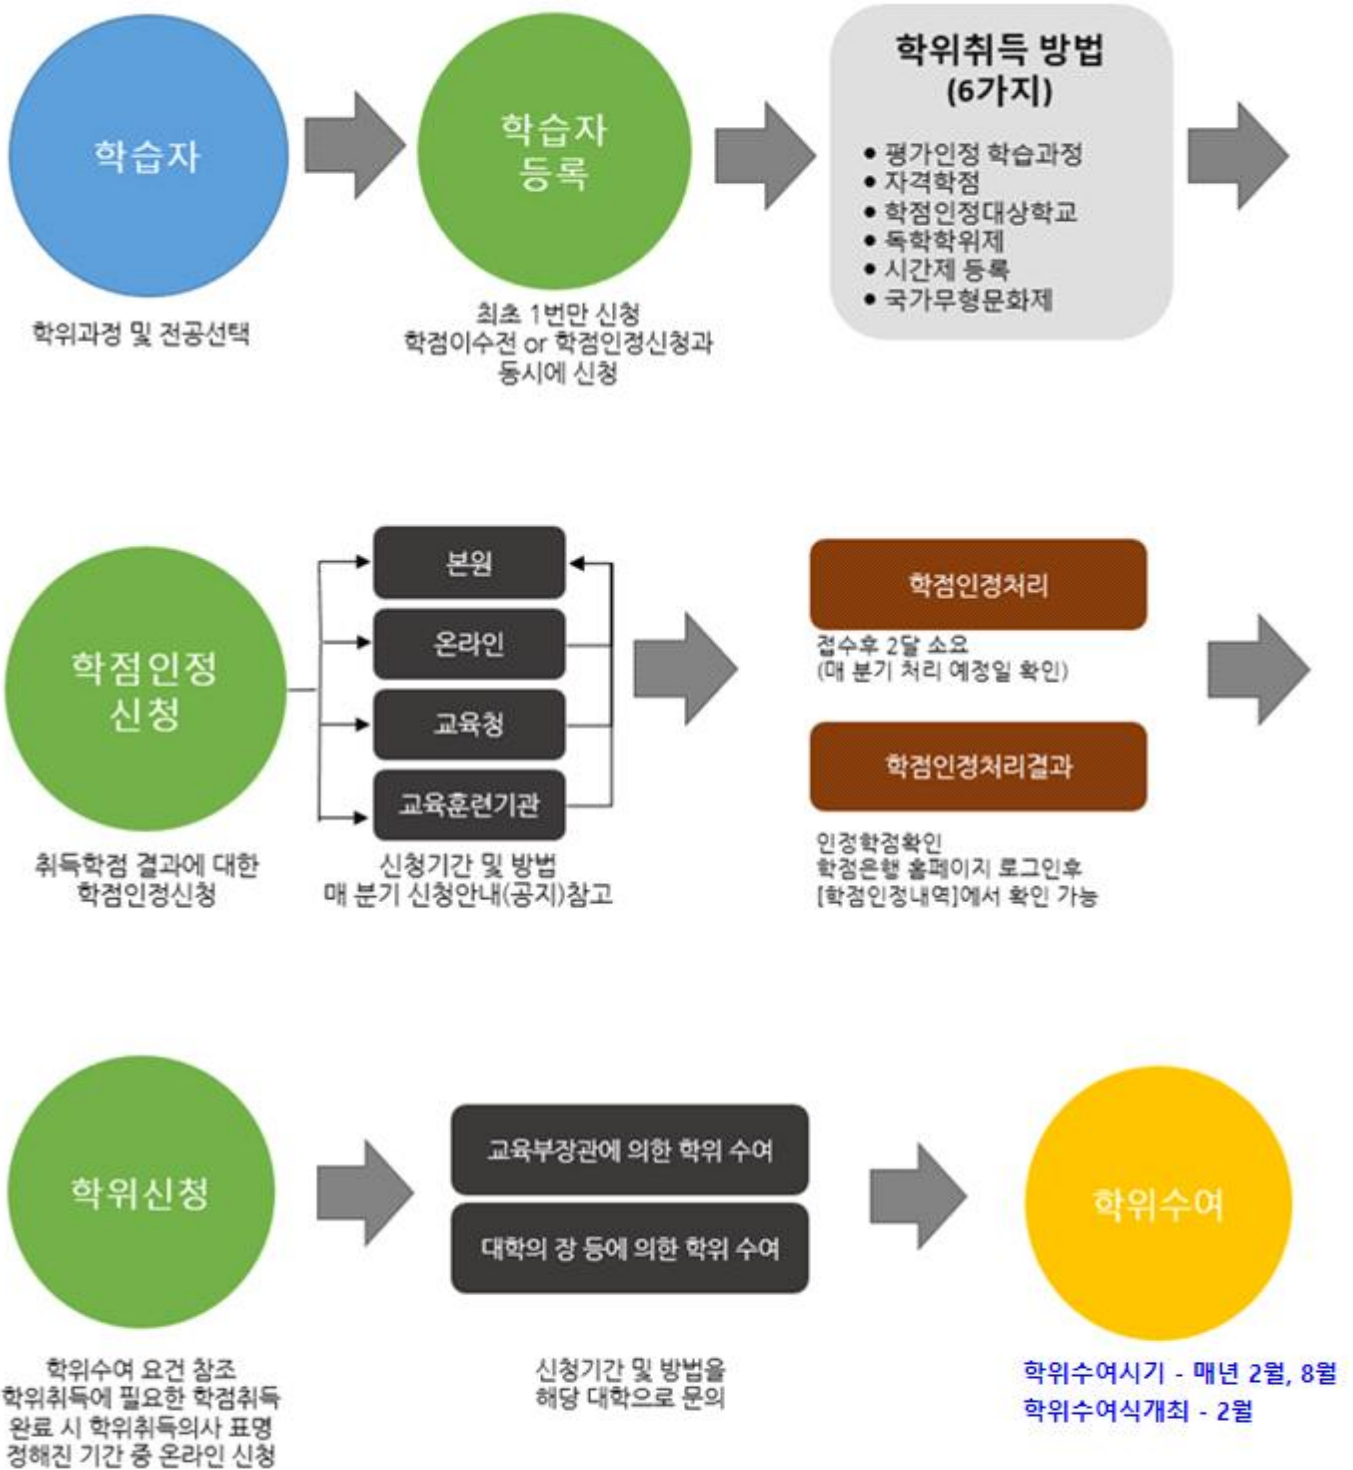 학습자
학위과정 및 전공선택
학습자
등록
최초 1번만 신청
학점이수전 or 학점인정신청과
동시에 신청
학위취득 방법
(6가지)
● 평가인정 학습과정
● 자격학점
● 학점인정대상학교
● 독학학위제
● 시간제 등록
● 국가무형문화제
학점인정
신청
취득학점 결과에 대한
학점인정신청
본원
온라인
교육청
교육훈련기관
신청기간 및 방법
매 분기 신청안내(공지)참고
학점인정처리
접수후 2달 소요
(매 분기 처리 예정일 확인)
학점인정처리결과
인정학점확인
학점은행 홈페이지 로그인후
[학점인정내역]에서 확인 가능
학위신청
학위수여 요건 참조
학위취득에 필요한 학점취득
완료 시 학위취득의사 표명
정해진 기간 중 온라인 신청
교육부장관에 의한 학위 수여
대학의 장 등에 의한 학위 수여
신청기간 및 방법을
해당 대학으로 문의
학위수여
학위수여시기 - 매년 2월, 8월
학위수여식개최 - 2월